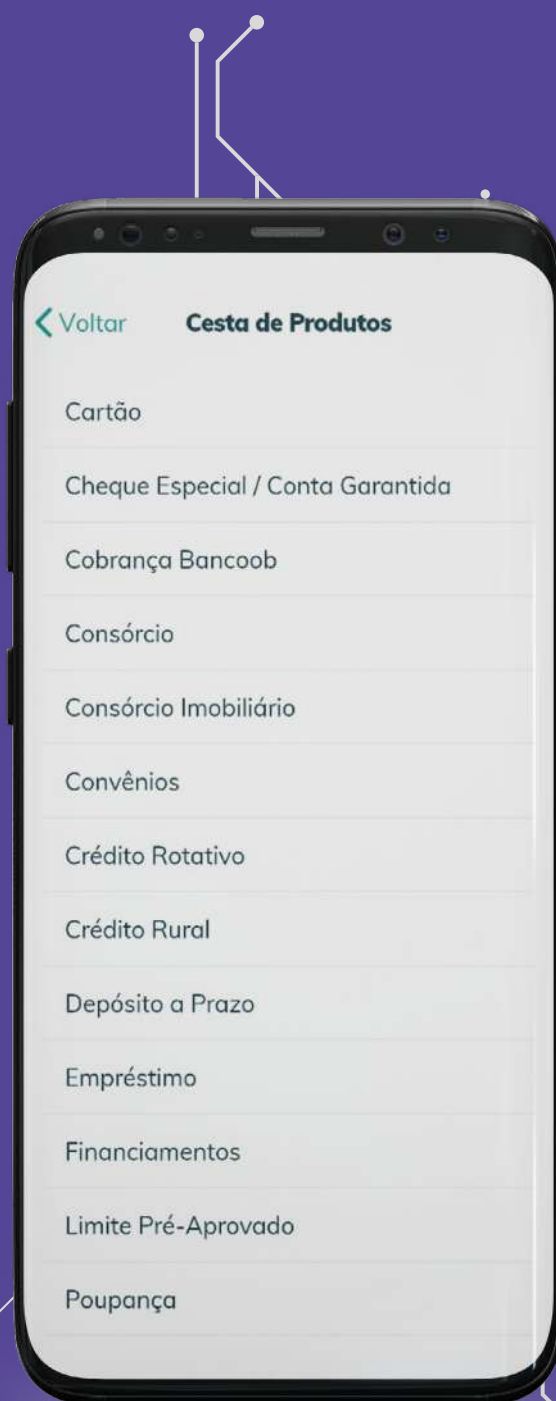 Voltar
Cesta de Produtos
Cartão
Cheque Especial / Conta Garantida
Cobrança Bancoob
Consórcio
Consórcio Imobiliário
Convênios
Crédito Rotativo
Crédito Rural
Depósito a Prazo
Empréstimo
Financiamentos
Limite Pré-Aprovado
Poupança